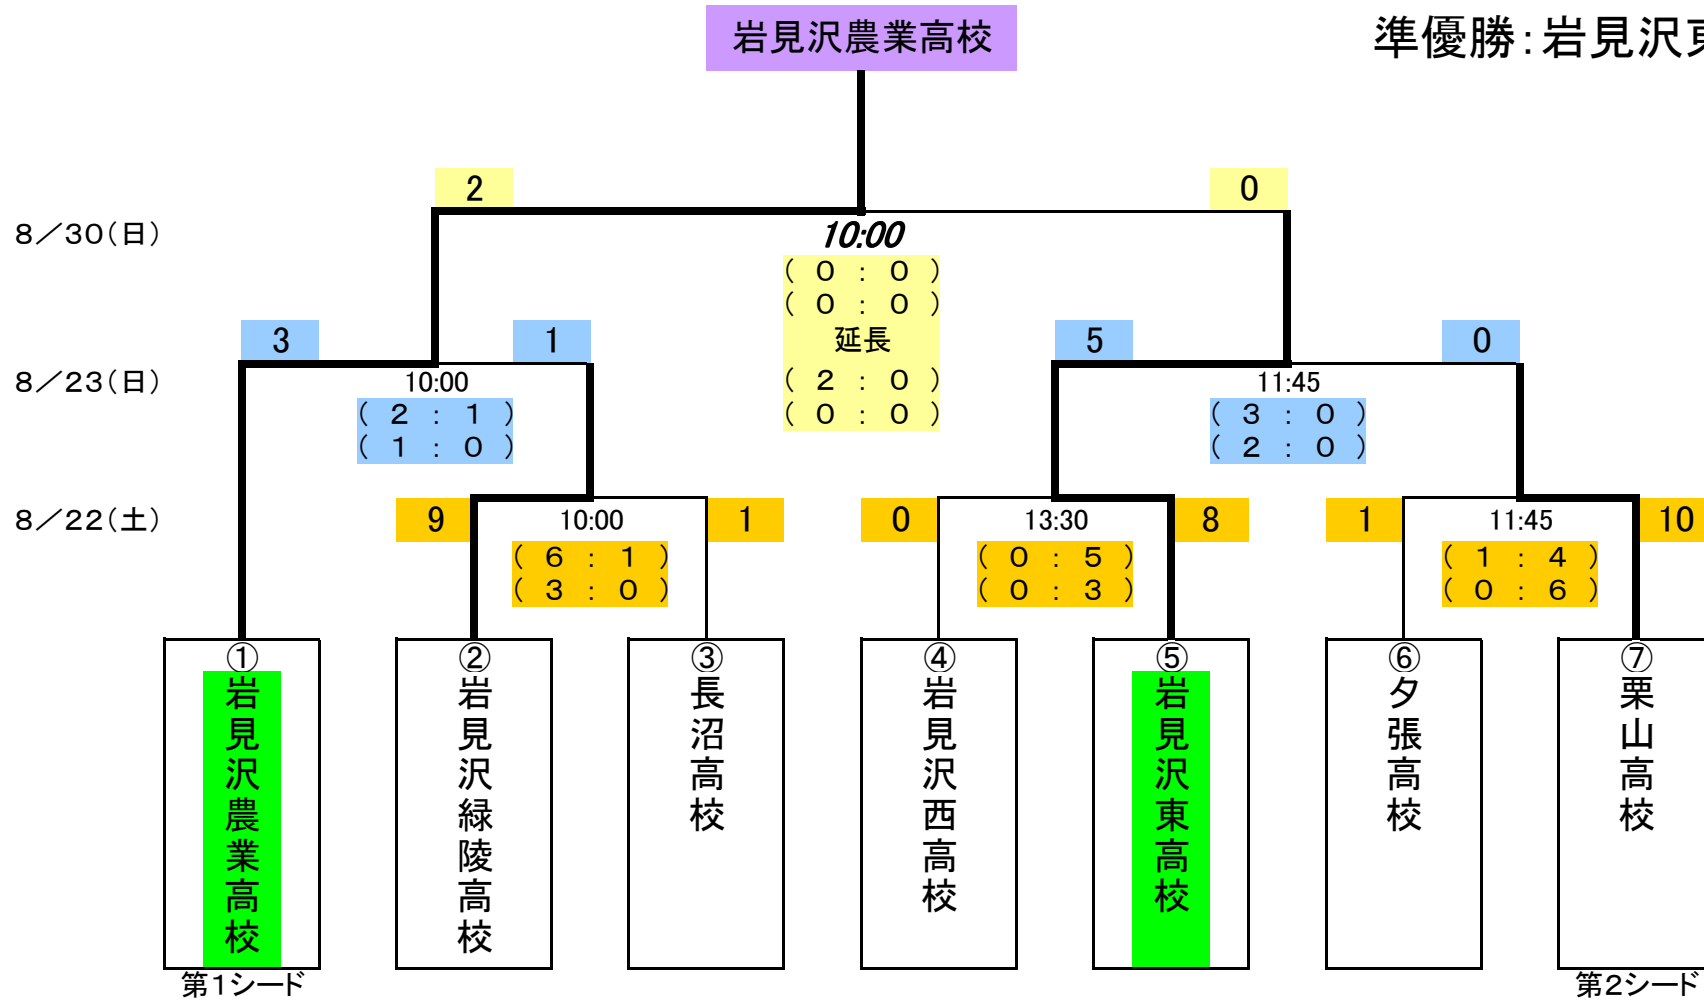 岩見沢農業高校
準優勝：岩見沢東
2
0
8／30（日）
10:00
（ 0 ： 0 ）
（ 0 ： 0 ）
延長
（ 2 ： 0 ）
（ 0 ： 0 ）
3
1
5
0
8／23（日）
10:00
（ 2 ： 1 ）
（ 1 ： 0 ）
11:45
（ 3 ： 0 ）
（ 2 ： 0 ）
8／22（土）
9
10:00
1
（ 6 ： 1 ）
（ 3 ： 0 ）
0
13:30
8
（ 0 ： 5 ）
（ 0 ： 3 ）
1
11:45
10
（ 1 ： 4 ）
（ 0 ： 6 ）
①
岩見沢農業高校
②
岩見沢緑陵高校
③
長沼高校
④
岩見沢西高校
⑤
岩見沢東高校
⑥
夕張高校
⑦
栗山高校
第1シード
第2シード